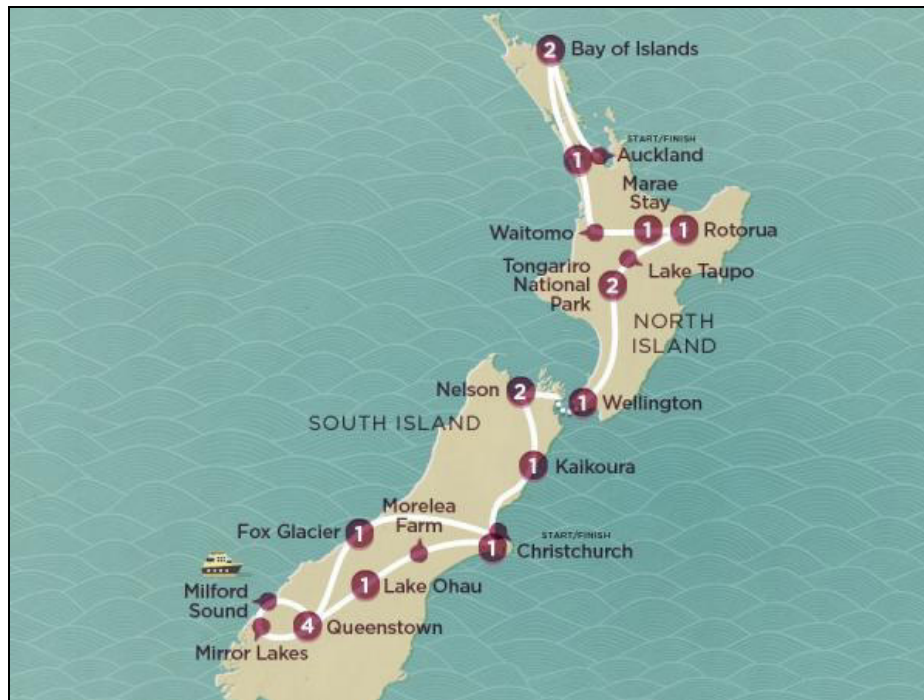 2
Bay of Islands
START/FINISH
Auckland
1
Marae
Stay
Waitomo
1
1
Rotorua
Lake Taupo
Tongariro
National
Park
2
NORTH
ISLAND
Nelson
2
1
Wellington
SOUTH ISLAND
1
Kaikoura
Morelea
Farm
Fox Glacier
1
START/FINISH
Christchurch
1
1
Lake Ohau
Milford
Sound
4
Queenstown
Mirror Lakes